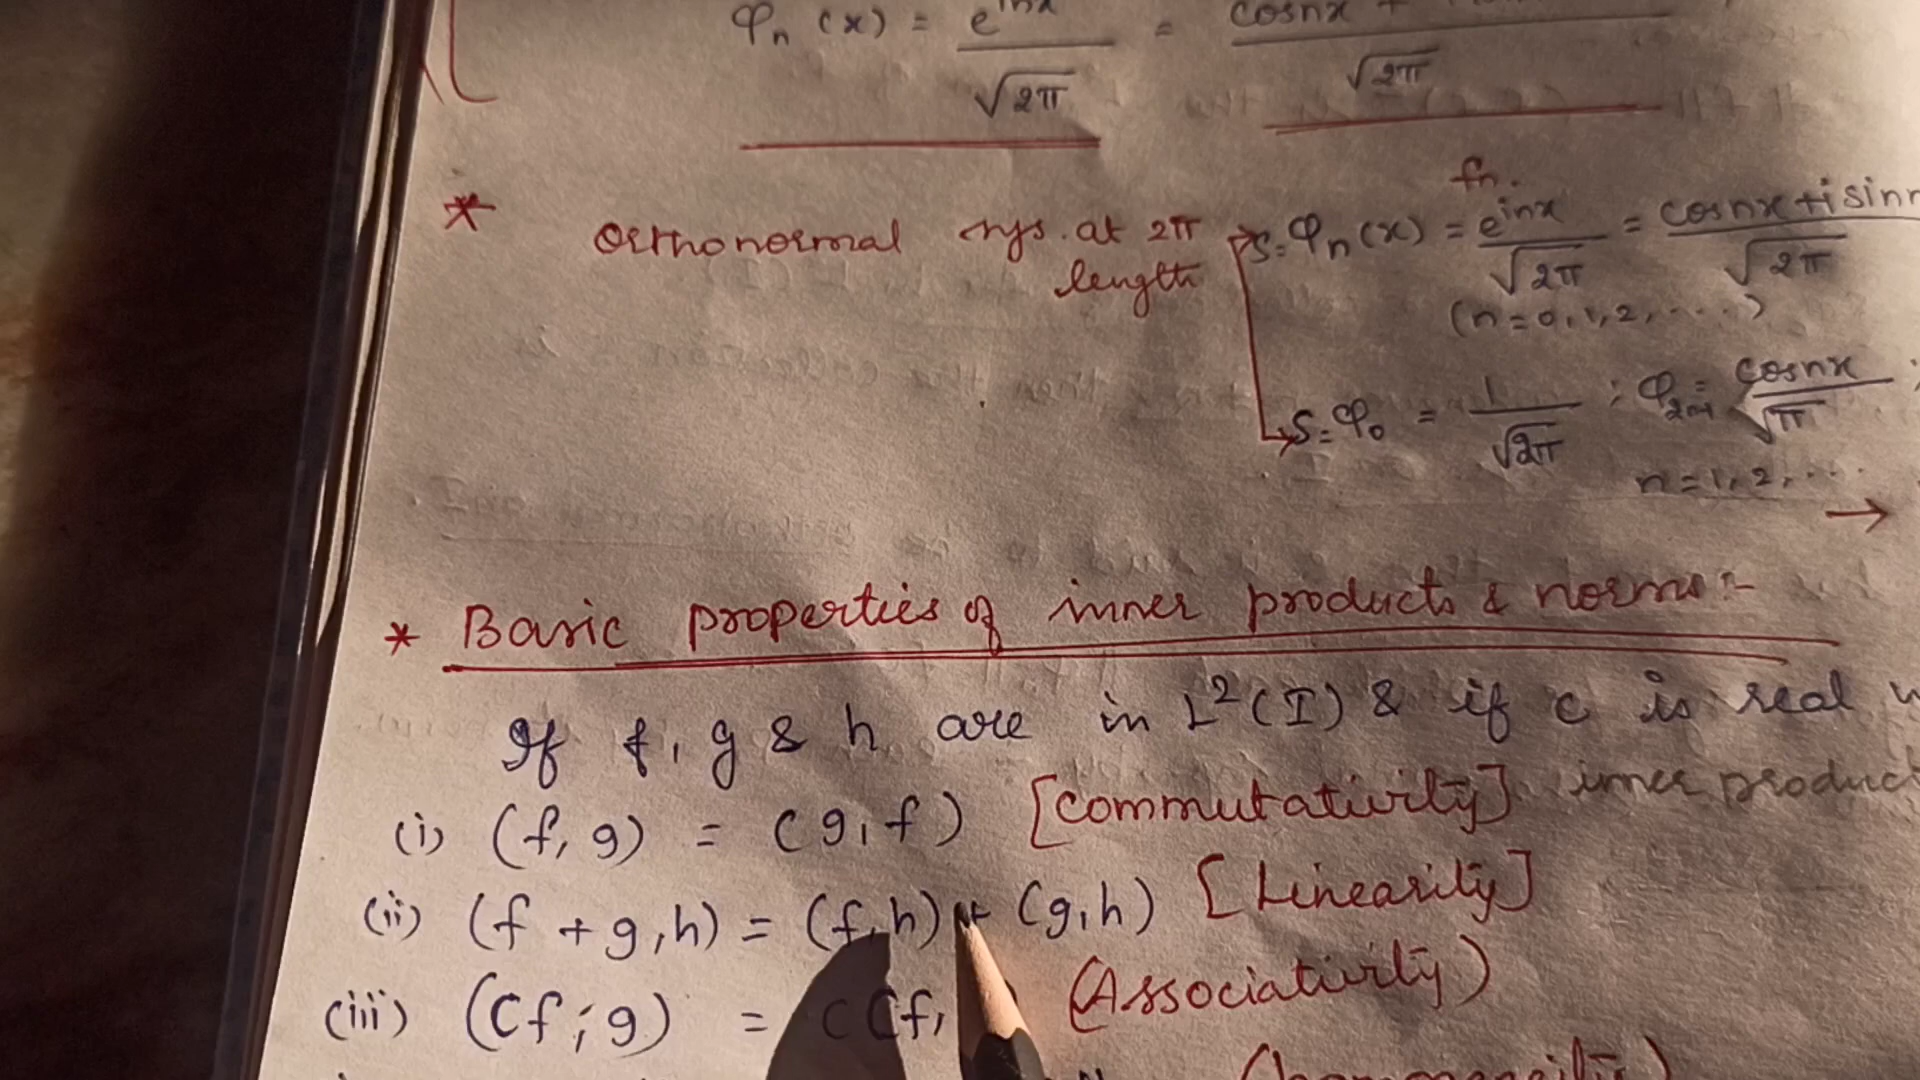 φn (x) = e^inx / √2π = cosnx + / √2π
* Orthonormal sys. at 2π length
fn.
S = φn (x) = e^inx / √2π = cosnx + i sinn / √2π
(n = 0, 1, 2, ....)
S = φ0 = 1 / √2π ; φ2n-1 = cosnx / √π ;
n = 1, 2, ...
→
* Basic properties of inner products & norms :-
If f, g & h are in L²(I) & if c is real
(i) (f, g) = (g, f) [Commutativity] inner product
(ii) (f + g, h) = (f, h) + (g, h) [Linearity]
(iii) (Cf, g) = C(f, ) (Associativity)